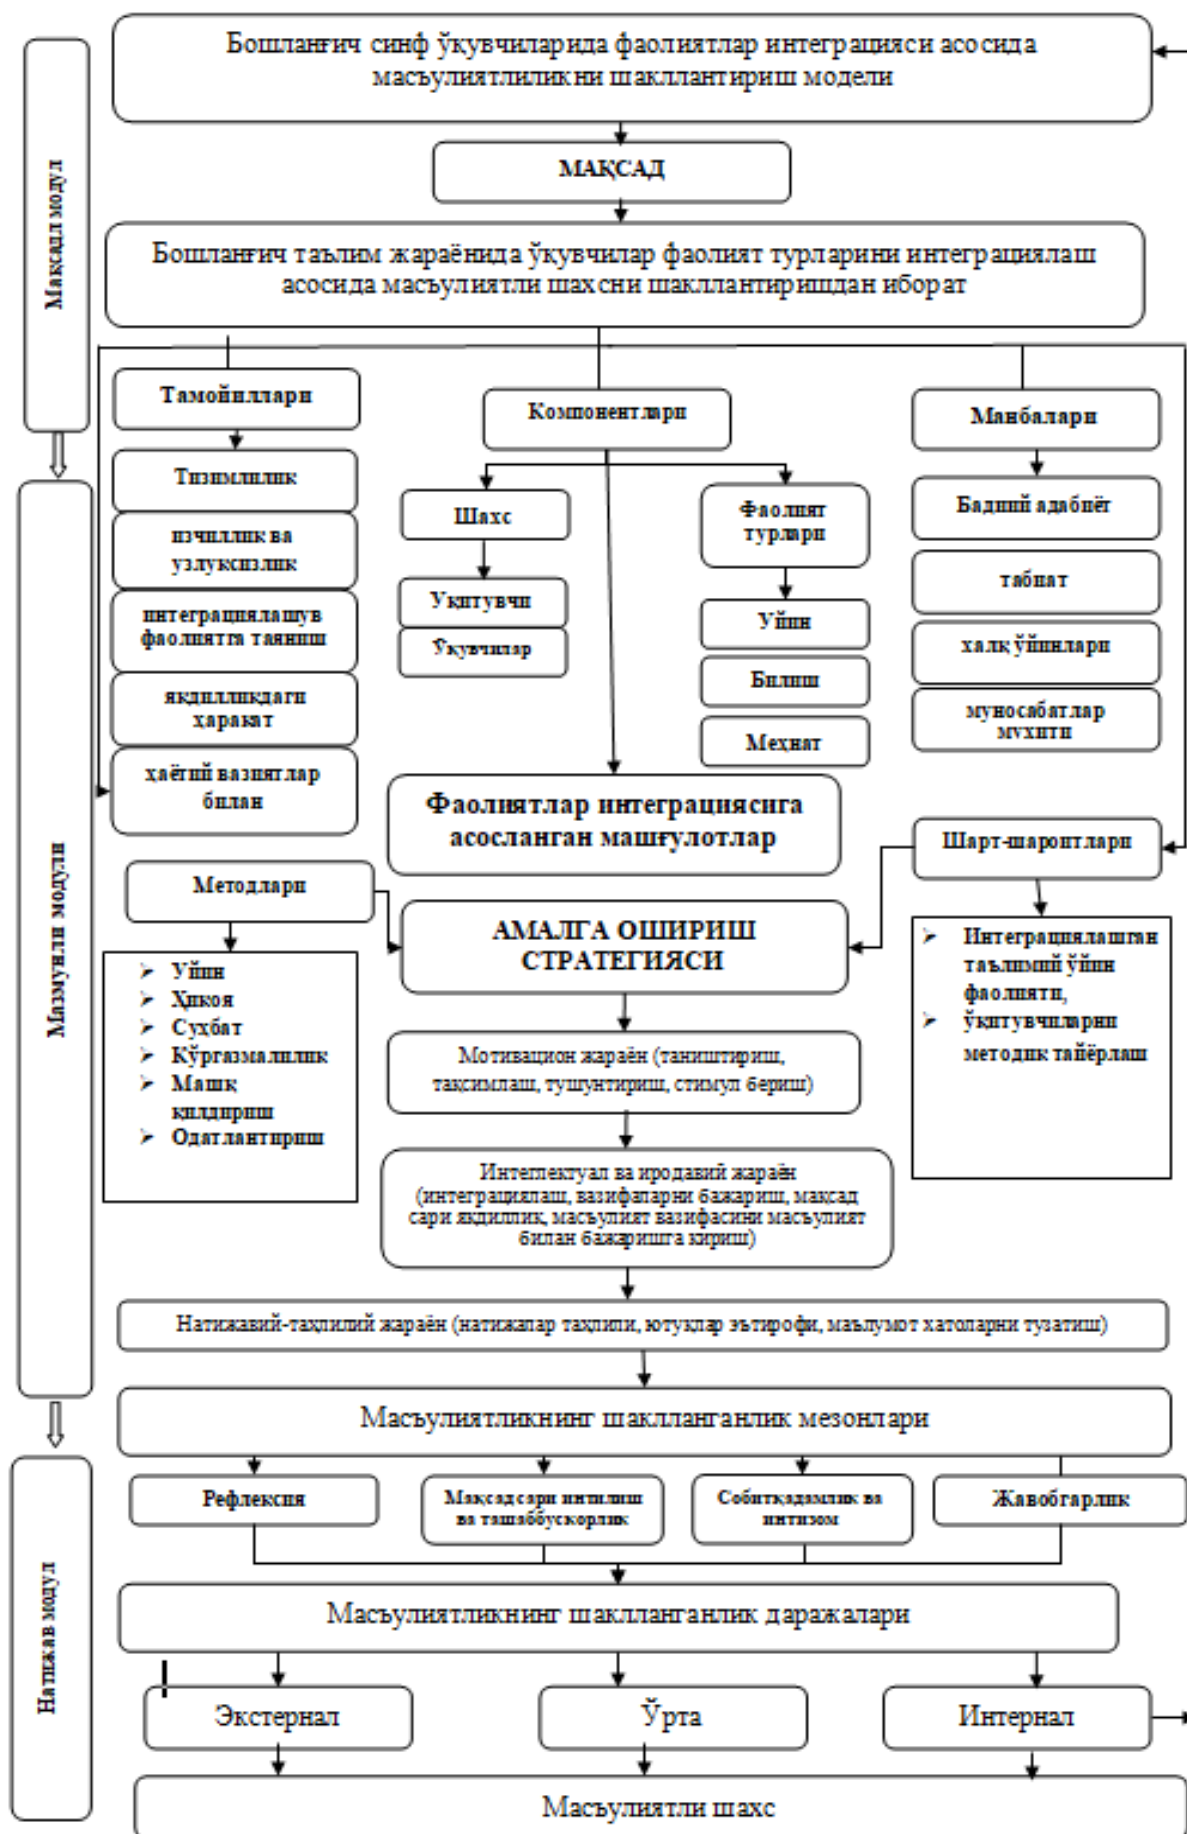 Бошланғич синф ўқувчиларида фаолиятлар интеграцияси асосида
масъулиятлиликни шакллантириш модели
МАҚСАД
Бошланғич таълим жараёнида ўқувчилар фаолият турларини интеграциялаш
асосида масъулиятли шахсни шакллантиришдан иборат
Мақсадл модул
Тамойиллари
Тизимлилик
изчиллик ва
узлуксизлик
интеграциялашув
фаолиятга таяниш
якдилликдаги
ҳаракат
ҳаётий вазиятлар
билан
Компонентлари
Шахс
Уқитувчи
Ўқувчилар
Фаолият
турлари
Уйин
Билиш
Меҳнат
Манбалари
Бадиий адабиёт
табиат
халқ ўйинлари
муносабатлар
муҳити
Фаолиятлар интеграциясига
асосланган машғулотлар
Мазмунли модули
Методлари
➢ Уйин
➢ Ҳикоя
➢ Суҳбат
➢ Кўргазмалилик
➢ Машқ
қилдириш
➢ Одатлантириш
АМАЛГА ОШИРИШ
СТРАТЕГИЯСИ
Шарт-шароитлари
➢ Интеграциялашган
таълимий ўйин
фаолияти,
➢ ўқитувчиларни
методик тайёрлаш
Мотивацион жараён (таништириш,
тақсимлаш, тушунтириш, стимул бериш)
Интеллектуал ва иродавий жараён
(интеграциялаш, вазифаларни бажариш, мақсад
сари якдиллик, масъулият вазифасини масъулият
билан бажаришга кириш)
Натижавий-таҳлилий жараён (натижалар таҳлили, ютуқлар эътирофи, маълумот хатоларни тузатиш)
Масъулиятликнинг шаклланганлик мезонлари
Рефлексия
Мақсад сари интилиш
ва ташаббускорлик
Собитқадамлик ва
интизом
Жавобгарлик
Натижав модул
Масъулиятликнинг шаклланганлик даражалари
Экстернал
Ўрта
Интернал
Масъулиятли шахс